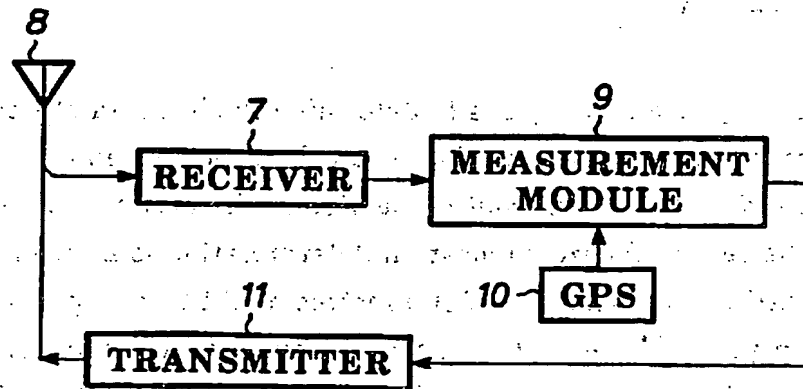 8
7
9
RECEIVER
MEASUREMENT
MODULE
10
GPS
11
TRANSMITTER